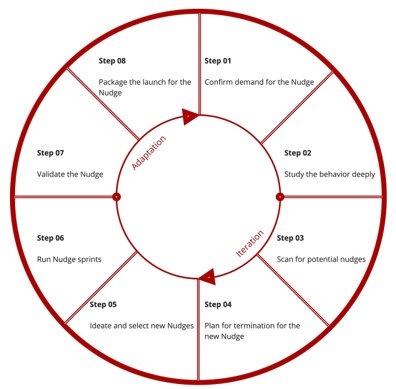 Step 01
Confirm demand for the Nudge
Step 02
Study the behavior deeply
Step 03
Scan for potential nudges
Step 04
Plan for termination for the
new Nudge
Step 05
Ideate and select new Nudges
Step 06
Run Nudge sprints
Step 07
Validate the Nudge
Step 08
Package the launch for the
Nudge
Adaptation
Iteration